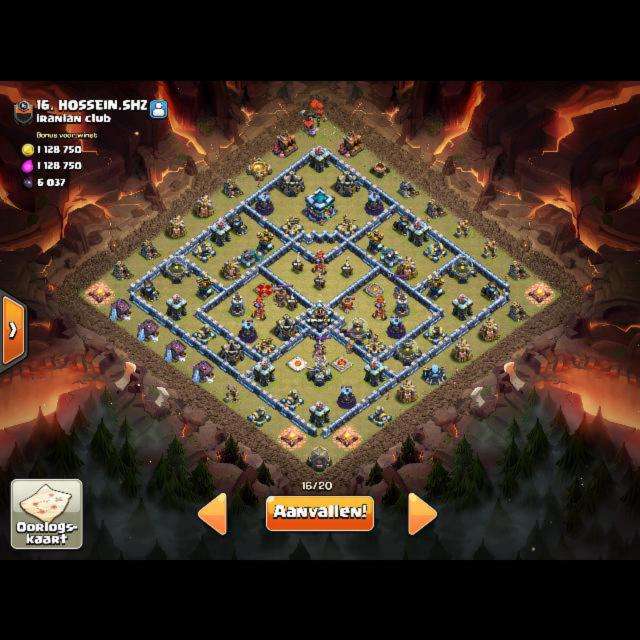 16. HOSSEIN.SHZ
iranian club
Bonus voor winst
1 128 750
1 128 750
6 037
16/20
Aanvallen!
Oorlogs-
kaart